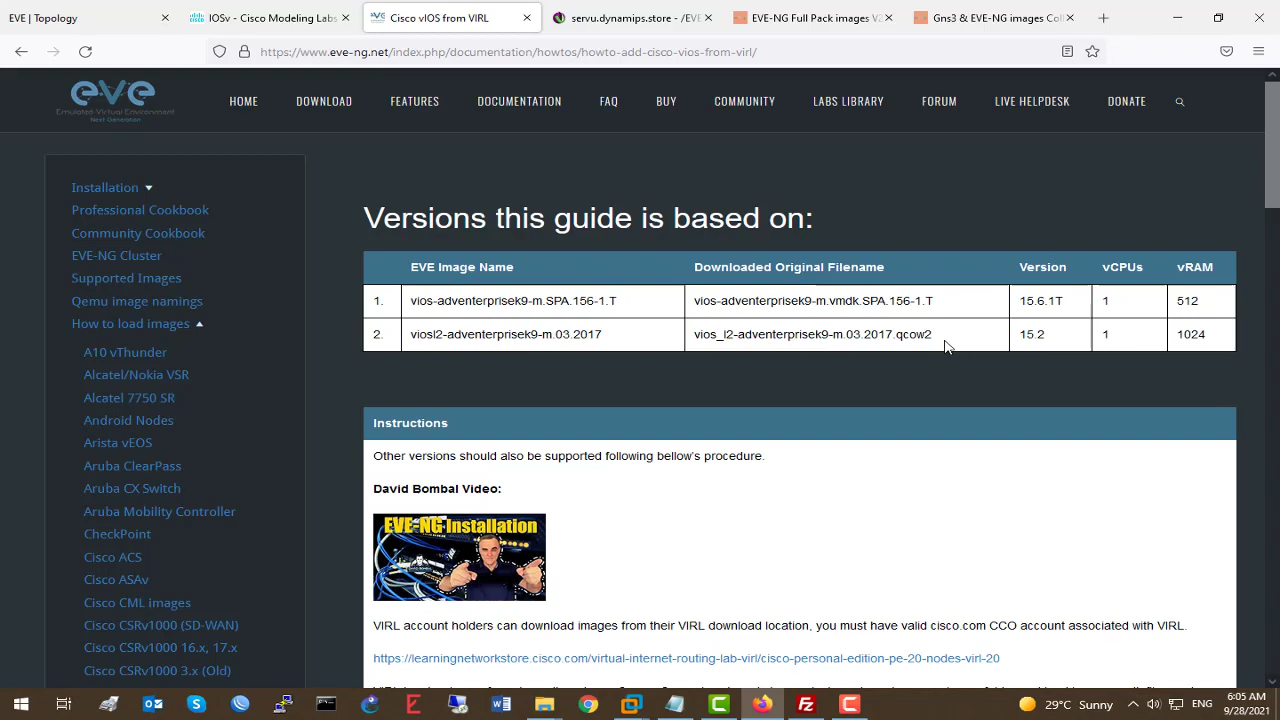 EVE | Topology
IOSv - Cisco Modeling Labs
Cisco vIOS from VIRL
servu.dynamips.store - /EVE
EVE-NG Full Pack images V2
Gns3 & EVE-NG images Coll
https://www.eve-ng.net/index.php/documentation/howtos/howto-add-cisco-vios-from-virl/
eve
Emulated Virtual Environment
Next Generation
HOME
DOWNLOAD
FEATURES
DOCUMENTATION
FAQ
BUY
COMMUNITY
LABS LIBRARY
FORUM
LIVE HELPDESK
DONATE
Installation
Professional Cookbook
Community Cookbook
EVE-NG Cluster
Supported Images
Qemu image namings
How to load images
A10 vThunder
Alcatel/Nokia VSR
Alcatel 7750 SR
Android Nodes
Arista vEOS
Aruba ClearPass
Aruba CX Switch
Aruba Mobility Controller
CheckPoint
Cisco ACS
Cisco ASAv
Cisco CML images
Cisco CSRv1000 (SD-WAN)
Cisco CSRv1000 16.x, 17.x
Cisco CSRv1000 3.x (Old)
Versions this guide is based on:
EVE Image Name Downloaded Original Filename Version vCPUs vRAM
1. vios-adventerprisek9-m.SPA.156-1.T vios-adventerprisek9-m.vmdk.SPA.156-1.T 15.6.1T 1 512
2. viosl2-adventerprisek9-m.03.2017 vios_l2-adventerprisek9-m.03.2017.qcow2 15.2 1 1024
Instructions
Other versions should also be supported following bellow's procedure.
David Bombal Video:
EVE-NG Installation
VIRL account holders can download images from their VIRL download location, you must have valid cisco.com CCO account associated with VIRL.
https://learningnetworkstore.cisco.com/virtual-internet-routing-lab-virl/cisco-personal-edition-pe-20-nodes-virl-20
29°C Sunny
ENG
6:05 AM
9/28/2021